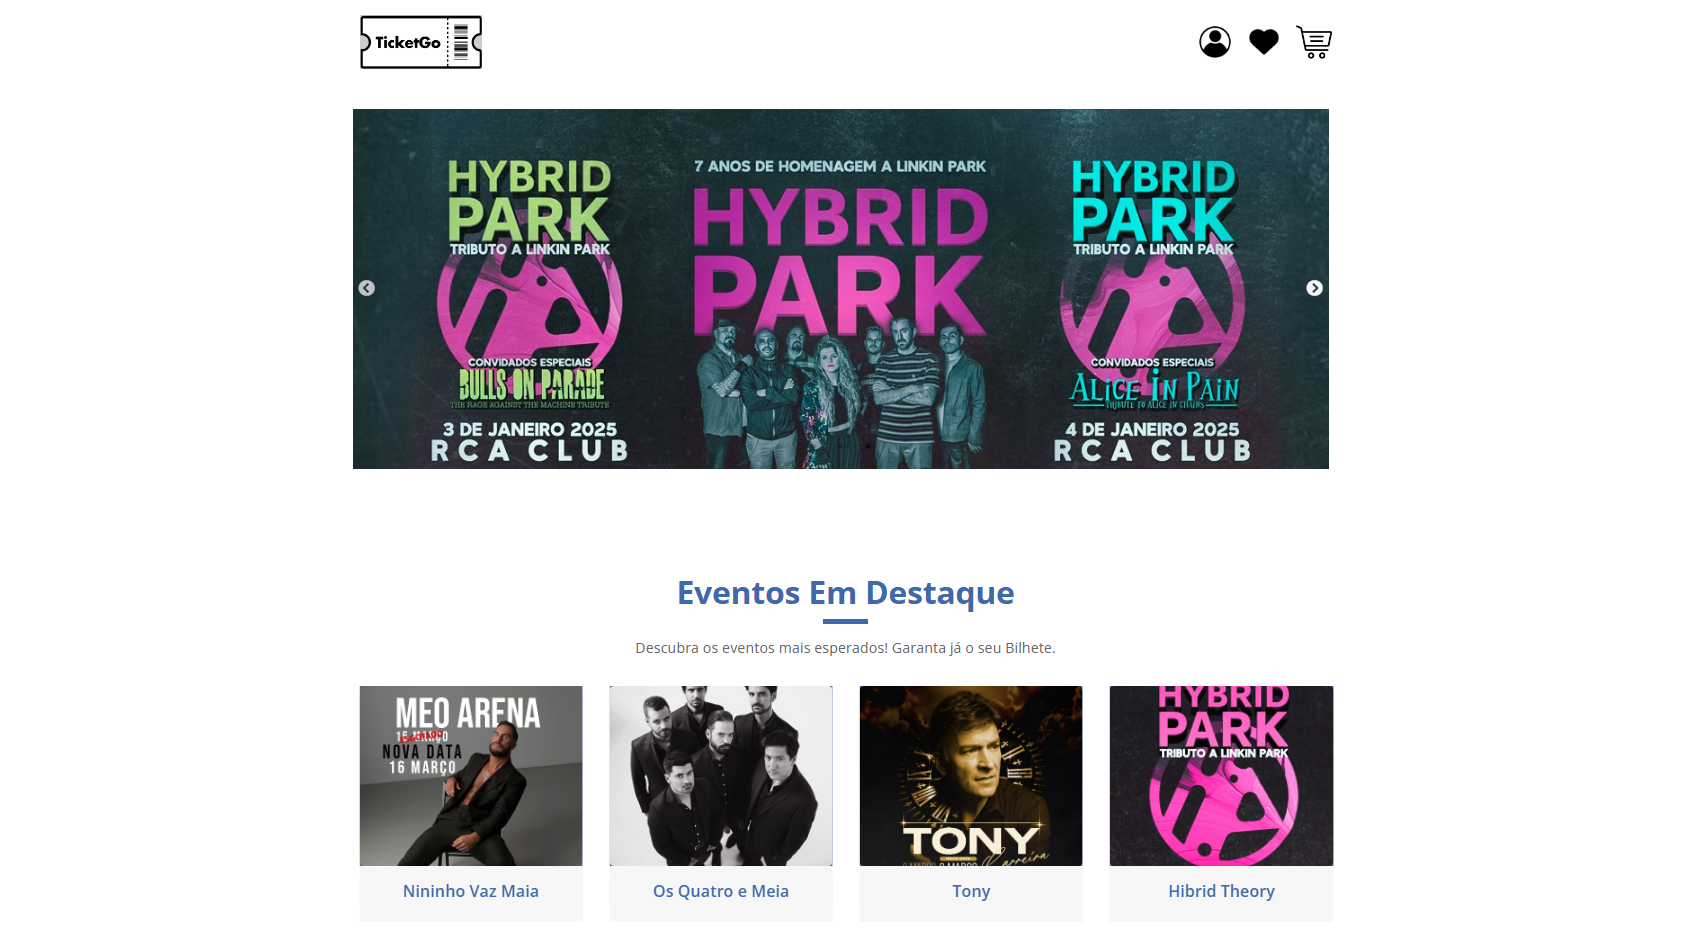 TicketGo
HYBRID
PARK
TRIBUTO A LINKIN PARK
CONVIDADOS ESPECIAIS
BULLS ON PARADE
THE RAGE AGAINST THE MACHINE TRIBUTE
3 DE JANEIRO 2025
RCA CLUB
7 ANOS DE HOMENAGEM A LINKIN PARK
HYBRID
PARK
HYBRID
PARK
TRIBUTO A LINKIN PARK
CONVIDADOS ESPECIAIS
ALiCE iN PAiN
TRIBUTE TO ALICE IN CHAINS
4 DE JANEIRO 2025
RCA CLUB
Eventos Em Destaque
Descubra os eventos mais esperados! Garanta já o seu Bilhete.
MEO ARENA
15 MARÇO
ESGOTADO
NOVA DATA
16 MARÇO
Nininho Vaz Maia
Os Quatro e Meia
TONY
Carreira
Tony
HYBRID
PARK
TRIBUTO A LINKIN PARK
Hibrid Theory